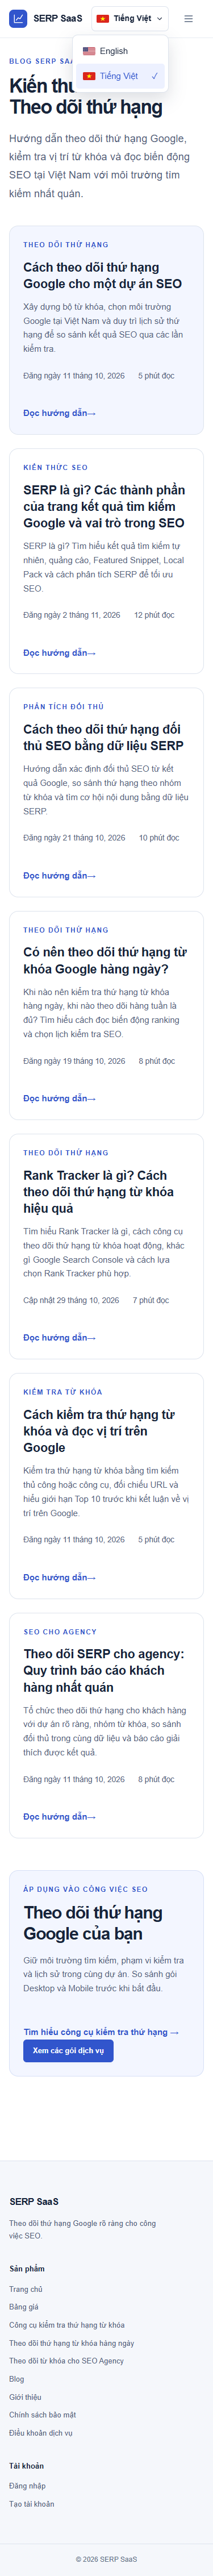 SERP SaaS
Tiếng Việt
English
Tiếng Việt
BLOG SERP SAA
Kiến thứ
Theo dõi thứ hạng
Hướng dẫn theo dõi thứ hạng Google,
kiểm tra vị trí từ khóa và đọc biến động
SERP tại Việt Nam với môi trường tìm
kiếm nhất quán.
THEO DÕI THỨ HẠNG
Cách theo dõi thứ hạng
Google cho một dự án SEO
Xây dựng bộ từ khóa, chọn môi trường
Google tại Việt Nam và duy trì lịch sử thứ
hạng để so sánh kết quả SEO qua các lần
kiểm tra.
Đăng ngày 11 tháng 10, 2026 5 phút đọc
Đọc hướng dẫn→
KIẾN THỨC SEO
SERP là gì? Các thành phần
của trang kết quả tìm kiếm
Google và vai trò trong SEO
SERP là gì? Tìm hiểu kết quả tìm kiếm tự
nhiên, quảng cáo, Featured Snippet, Local
Pack và cách phân tích SERP để tối ưu
SEO.
Đăng ngày 2 tháng 11, 2026 12 phút đọc
Đọc hướng dẫn→
PHÂN TÍCH ĐỐI THỦ
Cách theo dõi thứ hạng đối
thủ SEO bằng dữ liệu SERP
Hướng dẫn xác định đối thủ SEO từ kết
quả Google, so sánh thứ hạng theo nhóm
từ khóa và tìm cơ hội nội dung bằng dữ liệu
SERP.
Đăng ngày 21 tháng 10, 2026 10 phút đọc
Đọc hướng dẫn→
THEO DÕI THỨ HẠNG
Có nên theo dõi thứ hạng từ
khóa Google hàng ngày?
Khi nào nên kiểm tra thứ hạng từ khóa
hàng ngày, khi nào theo dõi hàng tuần là
đủ? Tìm hiểu cách đọc biến động ranking
và chọn lịch kiểm tra SEO.
Đăng ngày 19 tháng 10, 2026 8 phút đọc
Đọc hướng dẫn→
THEO DÕI THỨ HẠNG
Rank Tracker là gì? Cách
theo dõi thứ hạng từ khóa
hiệu quả
Tìm hiểu Rank Tracker là gì, cách công cụ
theo dõi thứ hạng từ khóa hoạt động, khác
gì Google Search Console và cách lựa
chọn Rank Tracker phù hợp.
Cập nhật 29 tháng 10, 2026 7 phút đọc
Đọc hướng dẫn→
KIỂM TRA TỪ KHÓA
Cách kiểm tra thứ hạng từ
khóa và đọc vị trí trên
Google
Kiểm tra thứ hạng từ khóa bằng tìm kiếm
thủ công hoặc công cụ, đối chiếu URL và
hiểu giới hạn Top 10 trước khi kết luận về vị
trí trên Google.
Đăng ngày 11 tháng 10, 2026 5 phút đọc
Đọc hướng dẫn→
SEO CHO AGENCY
Theo dõi SERP cho agency:
Quy trình báo cáo khách
hàng nhất quán
Tổ chức theo dõi thứ hạng cho khách hàng
với dự án rõ ràng, nhóm từ khóa, so sánh
đối thủ trong cùng dữ liệu và báo cáo giải
thích được kết quả.
Đăng ngày 11 tháng 10, 2026 8 phút đọc
Đọc hướng dẫn→
ÁP DỤNG VÀO CÔNG VIỆC SEO
Theo dõi thứ hạng
Google của bạn
Giữ môi trường tìm kiếm, phạm vi kiểm tra
và lịch sử trong cùng dự án. So sánh gói
Desktop và Mobile trước khi bắt đầu.
Tìm hiểu công cụ kiểm tra thứ hạng →
Xem các gói dịch vụ
SERP SaaS
Theo dõi thứ hạng Google rõ ràng cho công
việc SEO.
Sản phẩm
Trang chủ
Bảng giá
Công cụ kiểm tra thứ hạng từ khóa
Theo dõi thứ hạng từ khóa hàng ngày
Theo dõi từ khóa cho SEO Agency
Blog
Giới thiệu
Chính sách bảo mật
Điều khoản dịch vụ
Tài khoản
Đăng nhập
Tạo tài khoản
© 2026 SERP SaaS